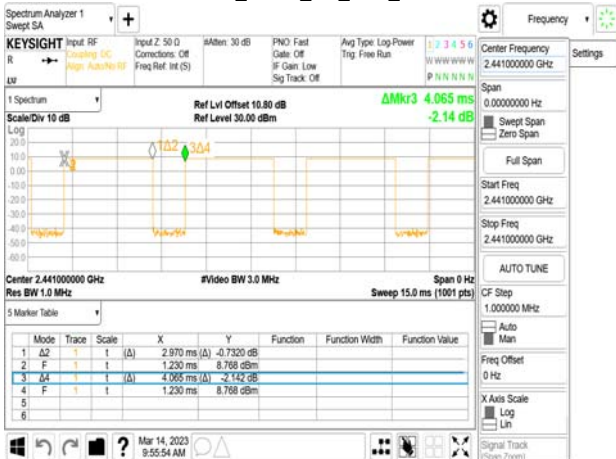 Spectrum Analyzer 1
Swept SA
Frequency
KEYSIGHT Input: RF
R
Coupling: DC
Align: Auto/No RF
LXI
Input Z: 50 Ω
Corrections: Off
Freq Ref: Int (S)
#Atten: 30 dB
PNO: Fast
Gate: Off
IF Gain: Low
Sig Track: Off
Avg Type: Log-Power
Trig: Free Run
1 2 3 4 5 6
W W W W W W
P N N N N N
1 Spectrum
Scale/Div 10 dB
Ref Lvl Offset 10.80 dB
Ref Level 30.00 dBm
ΔMkr3 4.065 ms
-2.14 dB
Log
20.0
10.0
0.00
-10.0
-20.0
-30.0
-40.0
-50.0
-60.0
1Δ2
3Δ4
Center 2.441000000 GHz
Res BW 1.0 MHz
#Video BW 3.0 MHz
Span 0 Hz
Sweep 15.0 ms (1001 pts)
5 Marker Table
Mode Trace Scale X Y Function Function Width Function Value
1 Δ2 1 t (Δ) 2.970 ms (Δ) -0.7320 dB
2 F 1 t 1.230 ms 8.768 dBm
3 Δ4 1 t (Δ) 4.065 ms (Δ) -2.142 dB
4 F 1 t 1.230 ms 8.768 dBm
5
6
Mar 14, 2023
9:55:54 AM
Center Frequency
2.441000000 GHz
Settings
Span
0.00000000 Hz
Swept Span
Zero Span
Full Span
Start Freq
2.441000000 GHz
Stop Freq
2.441000000 GHz
AUTO TUNE
CF Step
1.000000 MHz
Auto
Man
Freq Offset
0 Hz
X Axis Scale
Log
Lin
Signal Track
(Span Zoom)